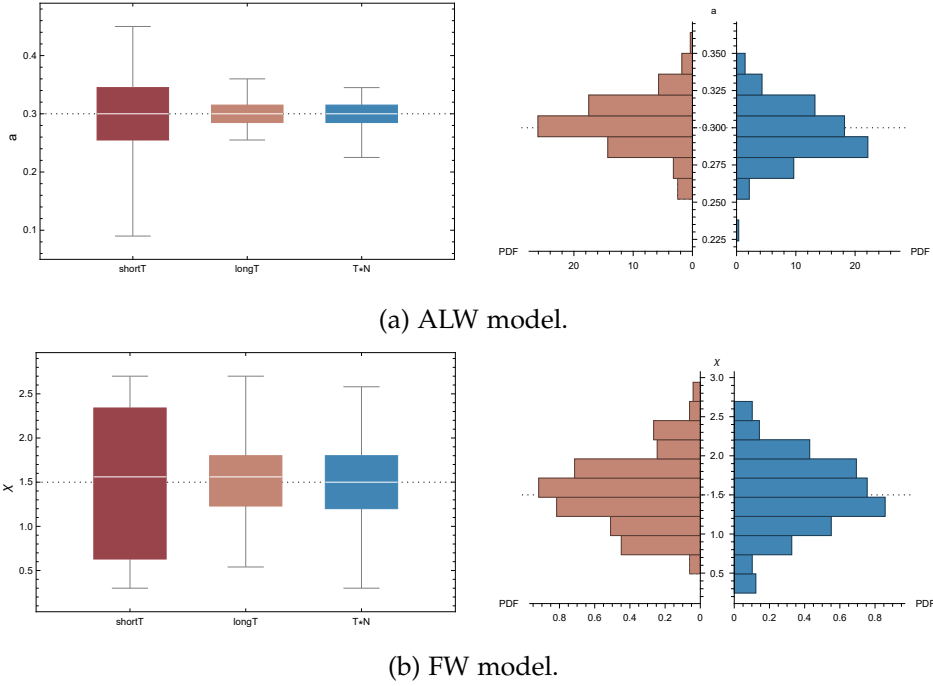 a
0.4
0.3
0.2
0.1
a
shortT
longT
T*N
0.350
0.325
0.300
0.275
0.250
0.225
PDF
PDF
20
10
0
0
10
20
(a) ALW model.
χ
2.5
2.0
1.5
1.0
0.5
χ
shortT
longT
T*N
3.0
2.5
2.0
1.5
1.0
0.5
PDF
PDF
0.8
0.6
0.4
0.2
0
0
0.2
0.4
0.6
0.8
(b) FW model.